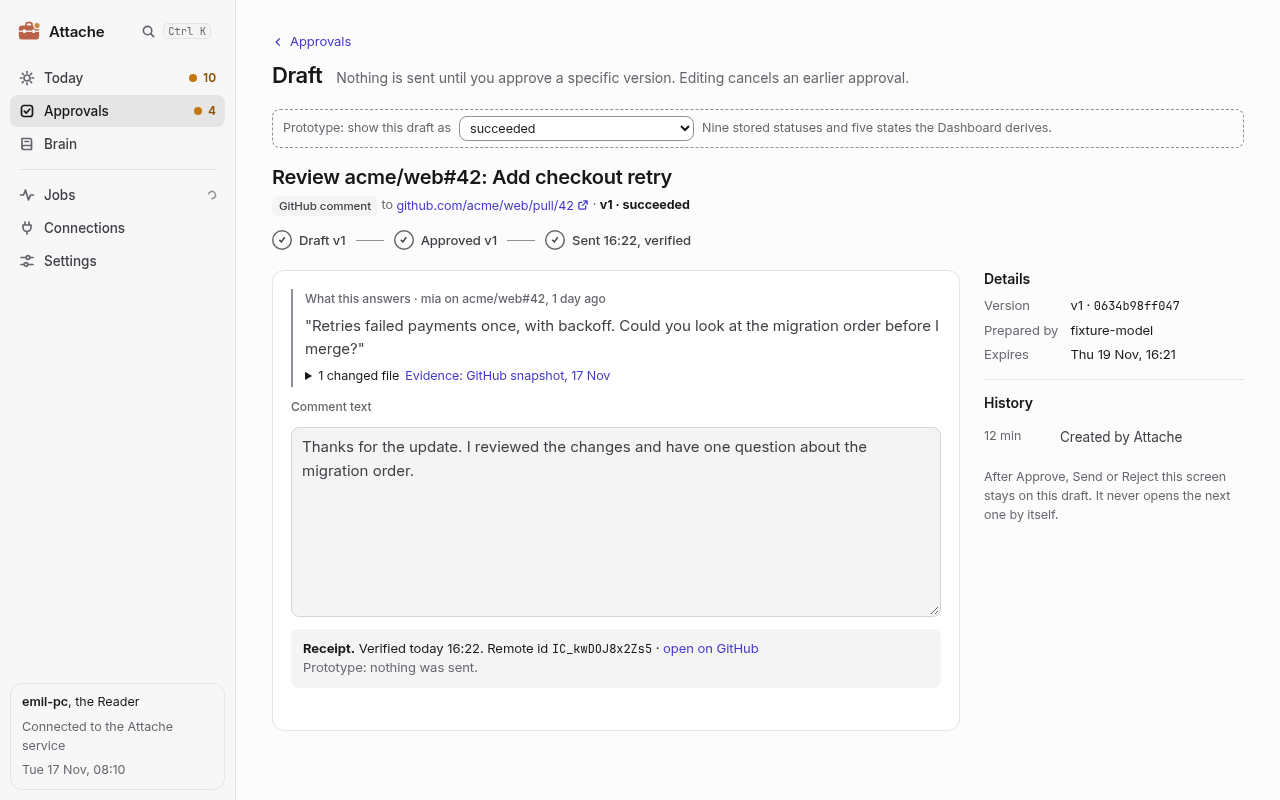 Attache
Ctrl K
Today
10
Approvals
4
Brain
Jobs
Connections
Settings
emil-pc, the Reader
Connected to the Attache
service
Tue 17 Nov, 08:10
Approvals
Draft Nothing is sent until you approve a specific version. Editing cancels an earlier approval.
Prototype: show this draft as succeeded Nine stored statuses and five states the Dashboard derives.
Review acme/web#42: Add checkout retry
GitHub comment to github.com/acme/web/pull/42 · v1 · succeeded
Draft v1 Approved v1 Sent 16:22, verified
What this answers · mia on acme/web#42, 1 day ago
"Retries failed payments once, with backoff. Could you look at the migration order before I
merge?"
1 changed file Evidence: GitHub snapshot, 17 Nov
Comment text
Thanks for the update. I reviewed the changes and have one question about the
migration order.
Receipt. Verified today 16:22. Remote id IC_kwDOJ8x2Zs5 · open on GitHub
Prototype: nothing was sent.
Details
Version v1 · 0634b98ff047
Prepared by fixture-model
Expires Thu 19 Nov, 16:21
History
12 min Created by Attache
After Approve, Send or Reject this screen
stays on this draft. It never opens the next
one by itself.